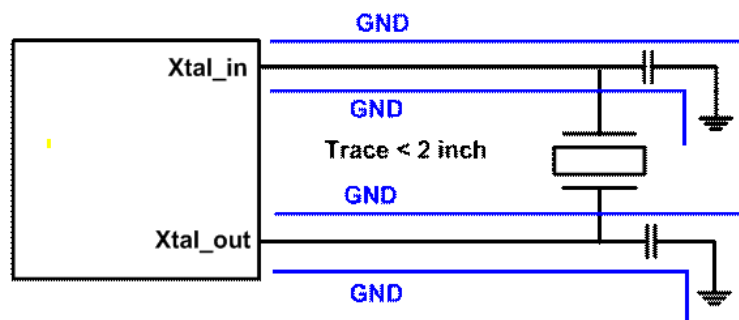 GND
Xtal_in
GND
Trace < 2 inch
GND
Xtal_out
GND